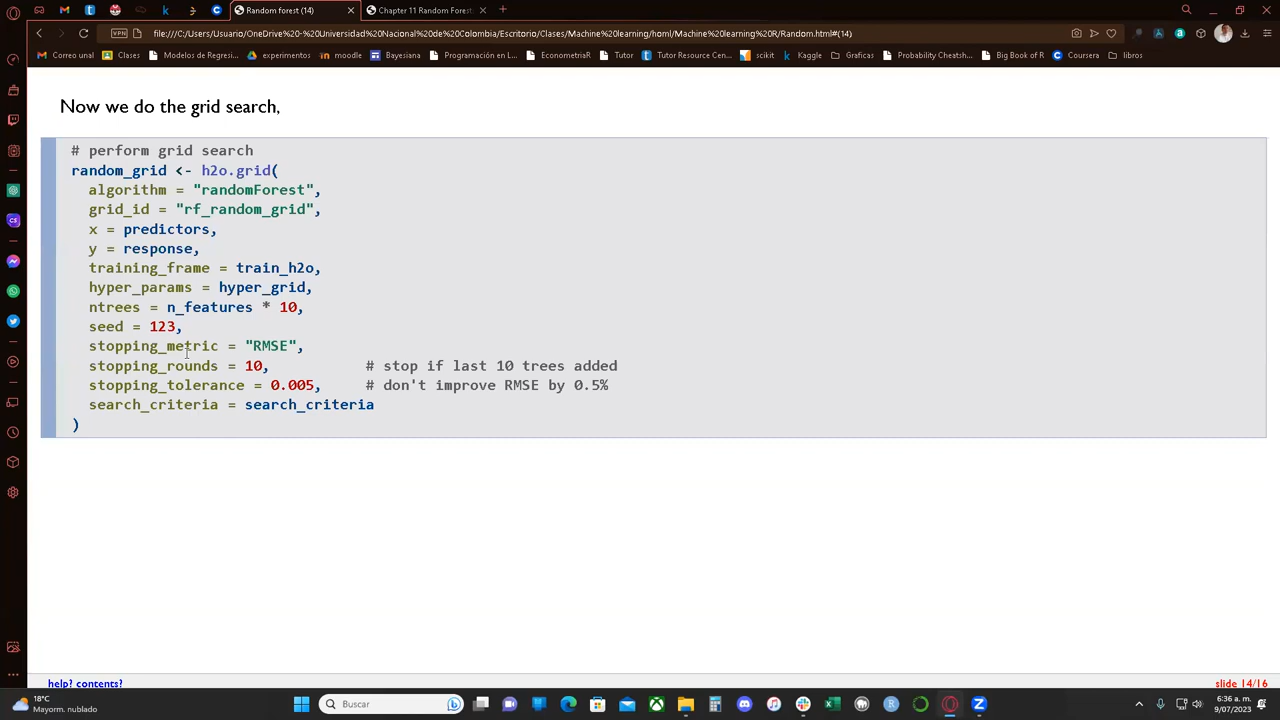 Random forest (14)
Chapter 11 Random Forest
VPN
file:///C:/Users/Usuario/OneDrive%20-%20Universidad%20Nacional%20de%20Colombia/Escritorio/Clases/Machine%20learning/homl/Machine%20learning%20R/Random.html#(14)
Correo unal
Clases
Modelos de Regresi...
experimentos
moodle
Bayesiana
Programación en L...
EconometriaR
Tutor
Tutor Resource Cen...
scikit
Kaggle
Graficas
Probability Cheatsh...
Big Book of R
Coursera
libros
Now we do the grid search,
# perform grid search
random_grid <- h2o.grid(
algorithm = "randomForest",
grid_id = "rf_random_grid",
x = predictors,
y = response,
training_frame = train_h2o,
hyper_params = hyper_grid,
ntrees = n_features * 10,
seed = 123,
stopping_metric = "RMSE",
stopping_rounds = 10, # stop if last 10 trees added
stopping_tolerance = 0.005, # don't improve RMSE by 0.5%
search_criteria = search_criteria
)
help? contents?
slide 14/16
18°C
Mayorm. nublado
Buscar
6:36 a. m.
9/07/2023